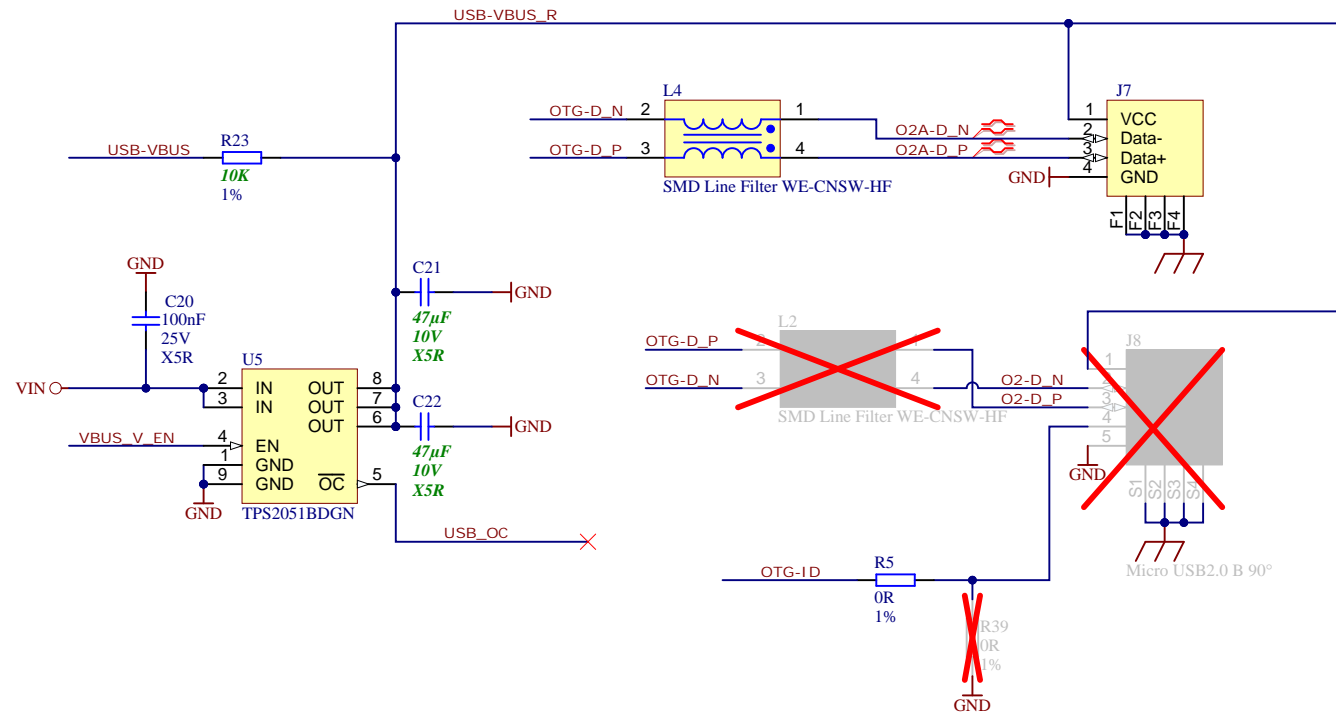 USB-VBUS_R
L4
J7
OTG-D_N
2
1
O2A-D_N
1
VCC
2
Data-
R23
USB-VBUS
10K
1%
OTG-D_P
3
4
O2A-D_P
3
Data+
GND
4
GND
SMD Line Filter WE-CNSW-HF
F1
F2
F3
F4
GND
C20
100nF
25V
X5R
C21
GND
47µF
10V
X5R
U5
VIN
2
IN
OUT
8
3
IN
OUT
7
OUT
6
C22
GND
47µF
10V
X5R
VBUS_V_EN
4
EN
1
GND
9
GND
OC
5
GND
TPS2051BDGN
USB_OC
L2
J8
OTG-D_P
2
1
1
OTG-D_N
3
4
O2-D_N
2
O2-D_P
3
SMD Line Filter WE-CNSW-HF
4
5
GND
S1
S2
S3
S4
Micro USB2.0 B 90°
R5
OTG-ID
0R
1%
R39
0R
1%
GND